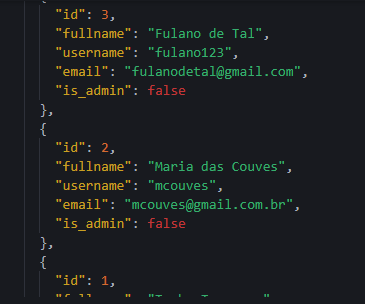 {
"id": 3,
"fullname": "Fulano de Tal",
"username": "fulano123",
"email": "fulanodetal@gmail.com",
"is_admin": false
},
{
"id": 2,
"fullname": "Maria das Couves",
"username": "mcouves",
"email": "mcouves@gmail.com.br",
"is_admin": false
},
{
"id": 1,